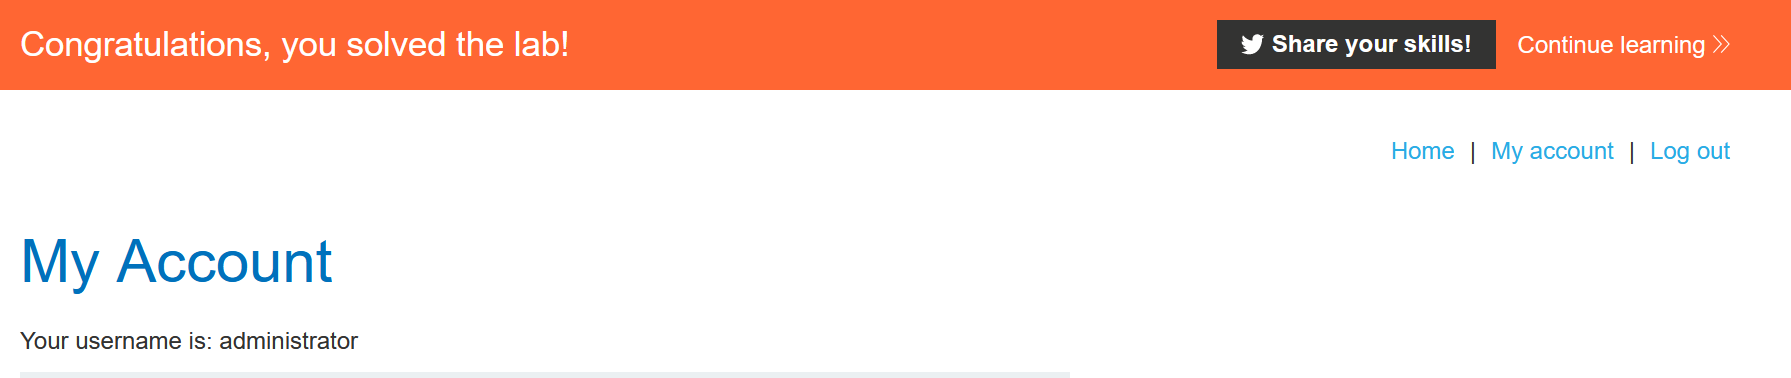 Congratulations, you solved the lab!
Share your skills!
Continue learning
Home | My account | Log out
My Account
Your username is: administrator